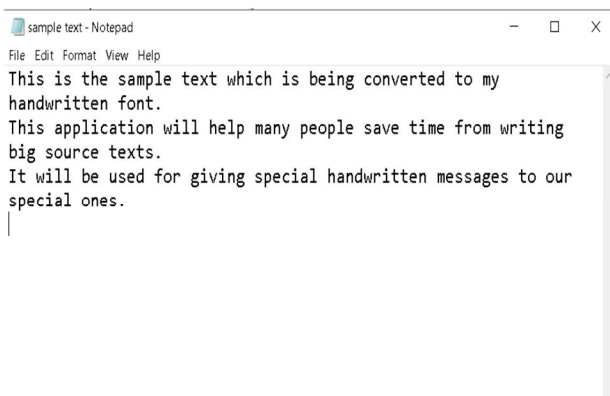 sample text - Notepad
File Edit Format View Help
This is the sample text which is being converted to my
handwritten font.
This application will help many people save time from writing
big source texts.
It will be used for giving special handwritten messages to our
special ones.